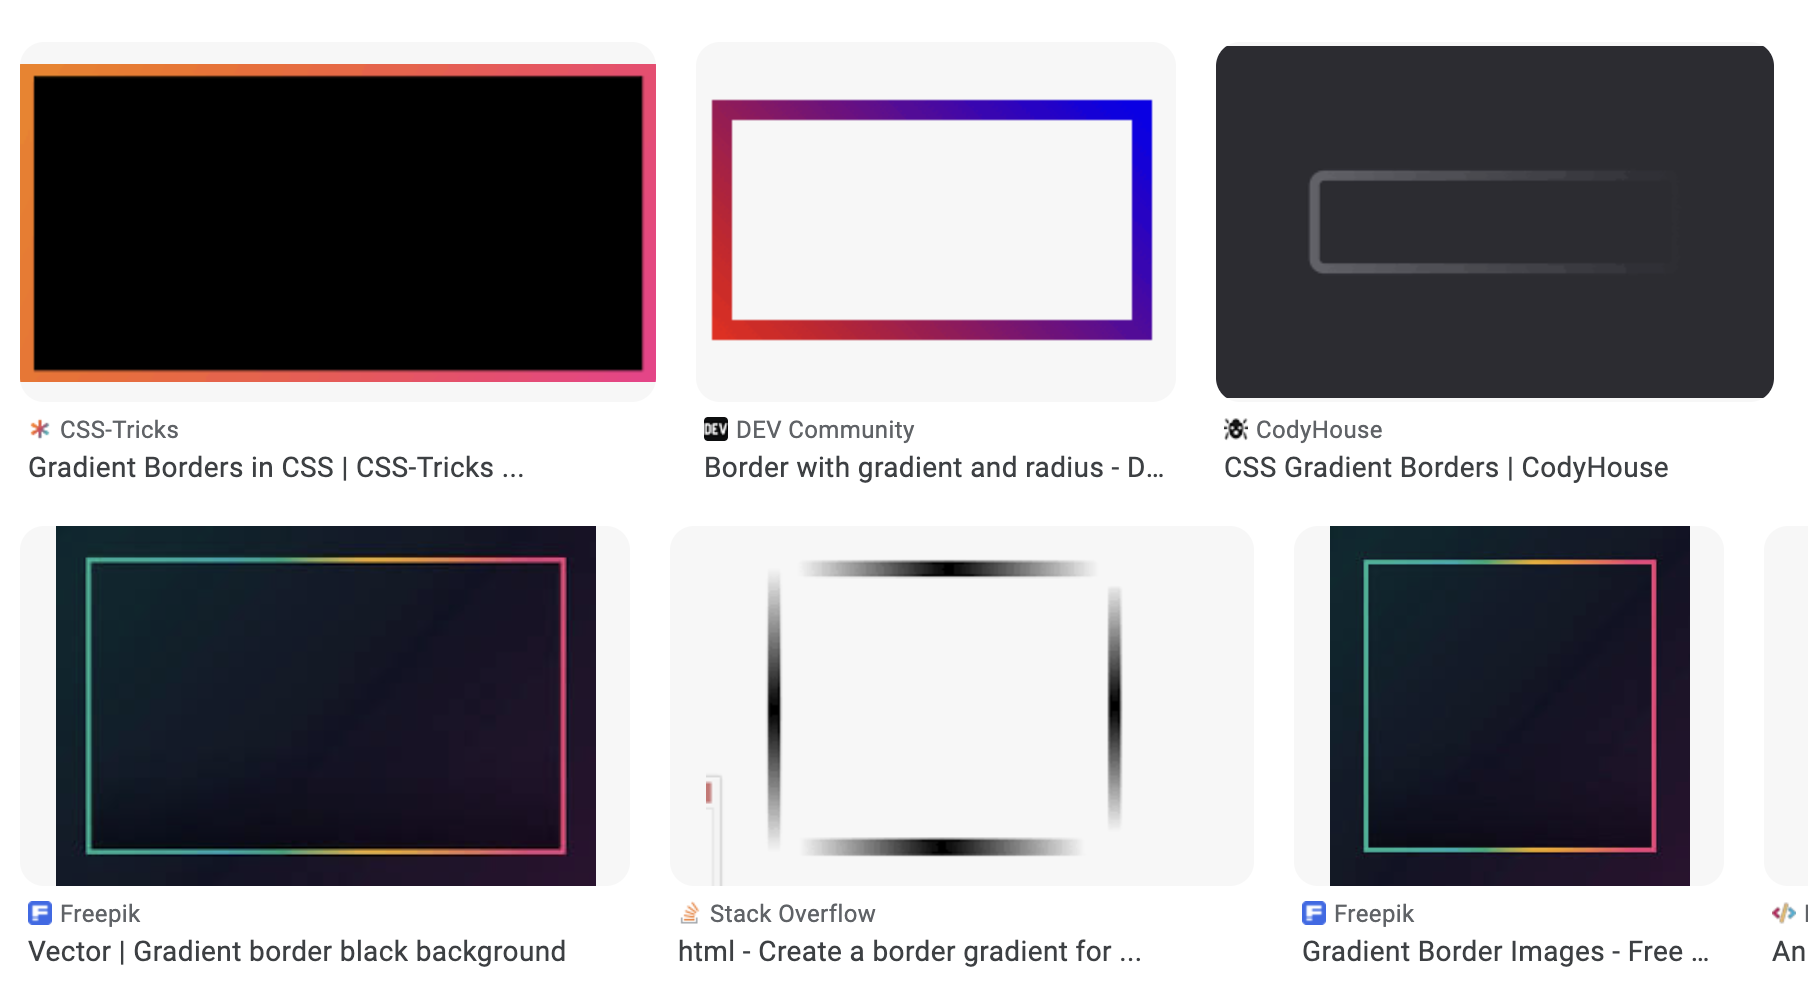 CSS-Tricks
Gradient Borders in CSS | CSS-Tricks ...
DEV DEV Community
Border with gradient and radius - D...
CodyHouse
CSS Gradient Borders | CodyHouse
Freepik
Vector | Gradient border black background
Stack Overflow
html - Create a border gradient for ...
Freepik
Gradient Border Images - Free ...
An